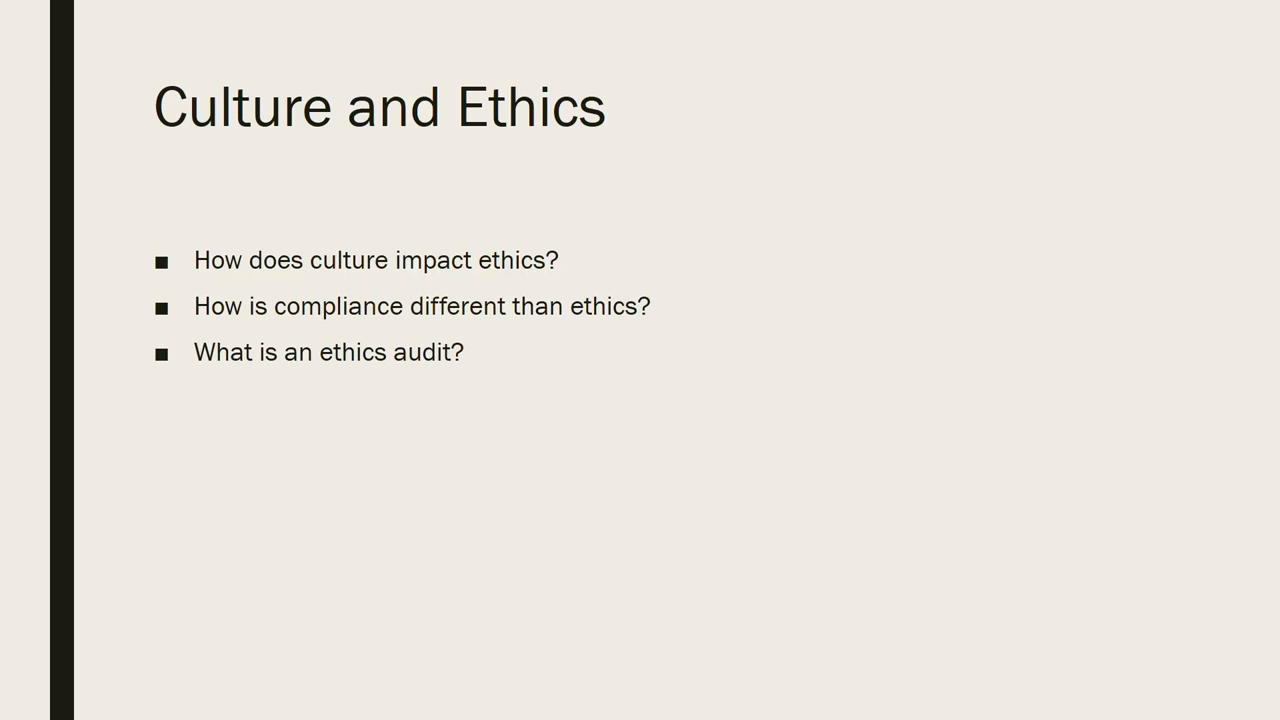 Culture and Ethics
■ How does culture impact ethics?
■ How is compliance different than ethics?
■ What is an ethics audit?